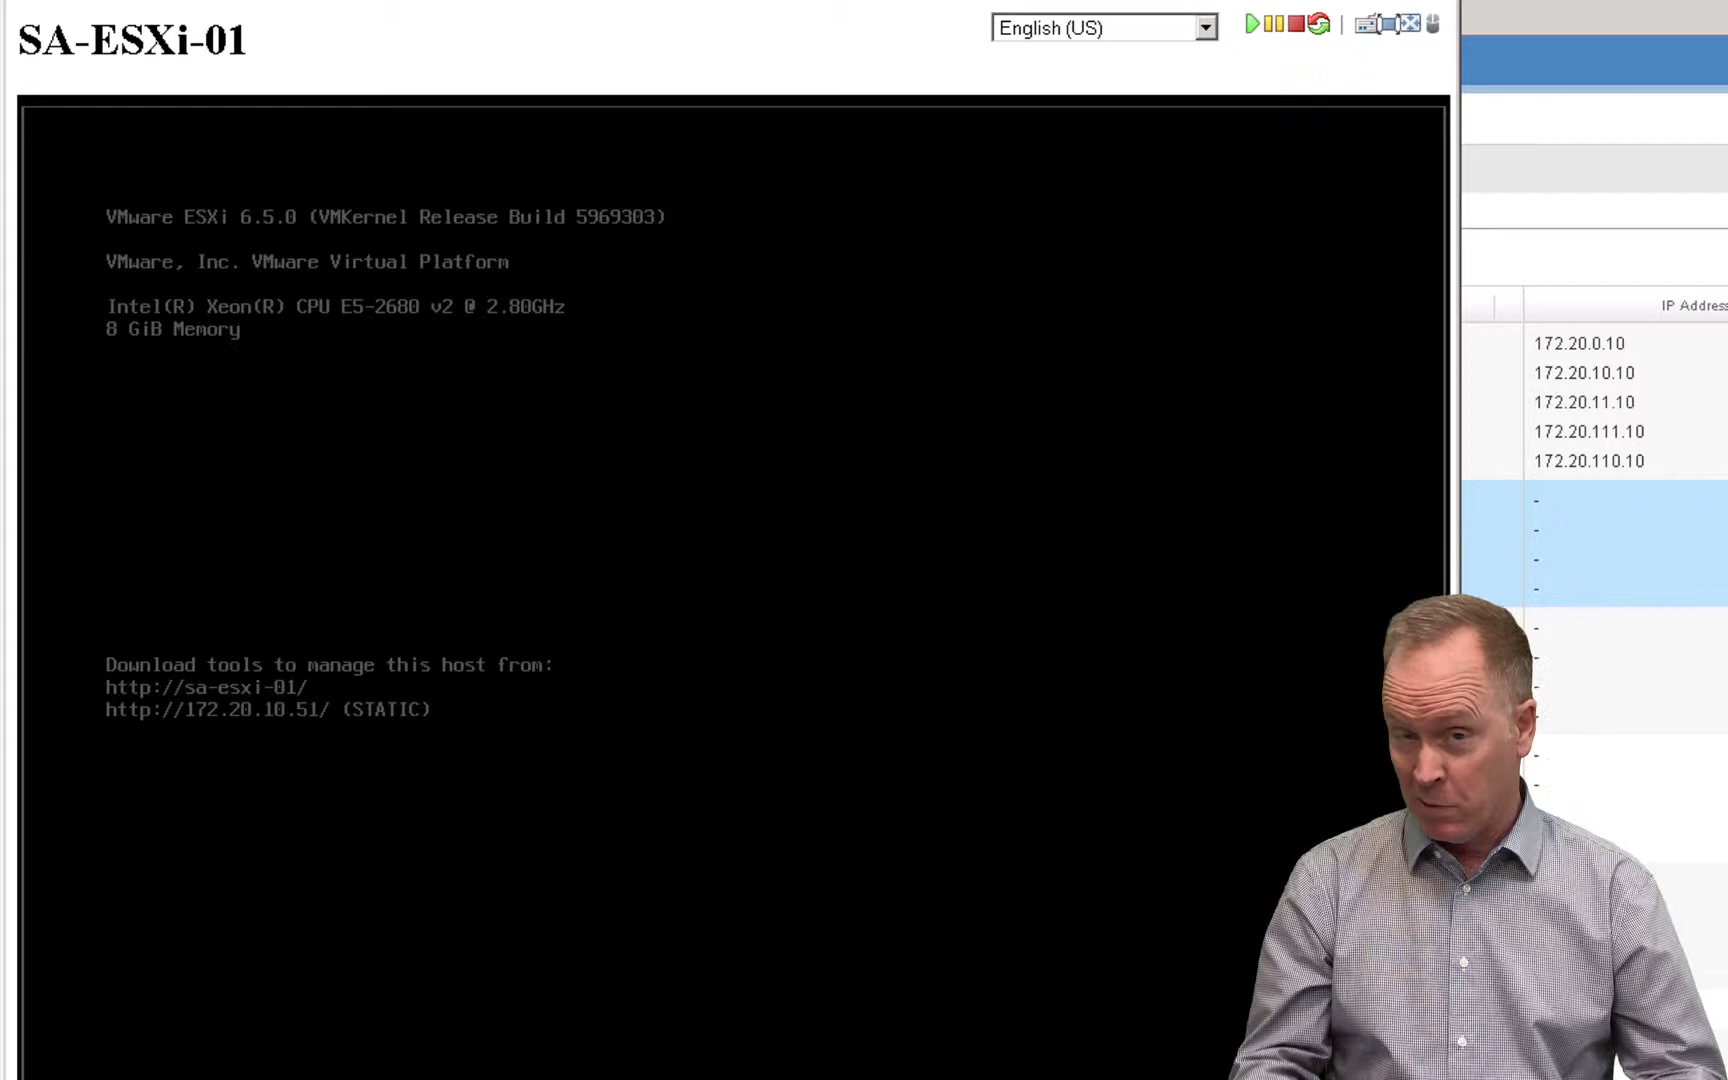 SA-ESXi-01
English (US)
VMware ESXi 6.5.0 (VMKernel Release Build 5969303)
VMware, Inc. VMware Virtual Platform
Intel(R) Xeon(R) CPU E5-2680 v2 @ 2.80GHz
8 GiB Memory
Download tools to manage this host from:
http://sa-esxi-01/
http://172.20.10.51/ (STATIC)
IP Address
172.20.0.10
172.20.10.10
172.20.11.10
172.20.111.10
172.20.110.10
-
-
-
-
-
-
-
-
-
-